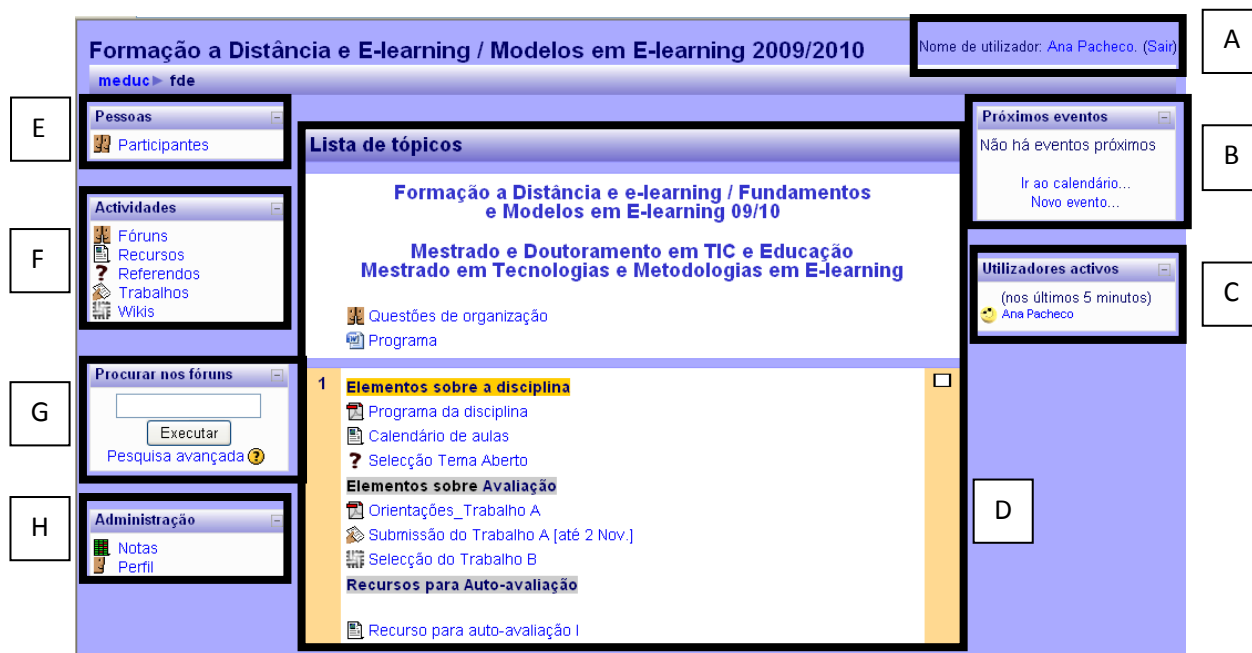 A
Formação a Distância e E-learning / Modelos em E-learning 2009/2010
Nome de utilizador: Ana Pacheco. (Sair)
meduc► fde
E
Pessoas
Participantes
F
Actividades
Fóruns
Recursos
Referendos
Trabalhos
Wikis
G
Procurar nos fóruns
Executar
Pesquisa avançada ?
H
Administração
Notas
Perfil
Lista de tópicos
Formação a Distância e e-learning / Fundamentos
e Modelos em E-learning 09/10
Mestrado e Doutoramento em TIC e Educação
Mestrado em Tecnologias e Metodologias em E-learning
Questões de organização
Programa
1
Elementos sobre a disciplina
Programa da disciplina
Calendário de aulas
Selecção Tema Aberto
Elementos sobre Avaliação
Orientações_Trabalho A
Submissão do Trabalho A [até 2 Nov.]
Selecção do Trabalho B
Recursos para Auto-avaliação
Recurso para auto-avaliação I
D
Próximos eventos
Não há eventos próximos
Ir ao calendário...
Novo evento...
B
Utilizadores activos
(nos últimos 5 minutos)
Ana Pacheco
C